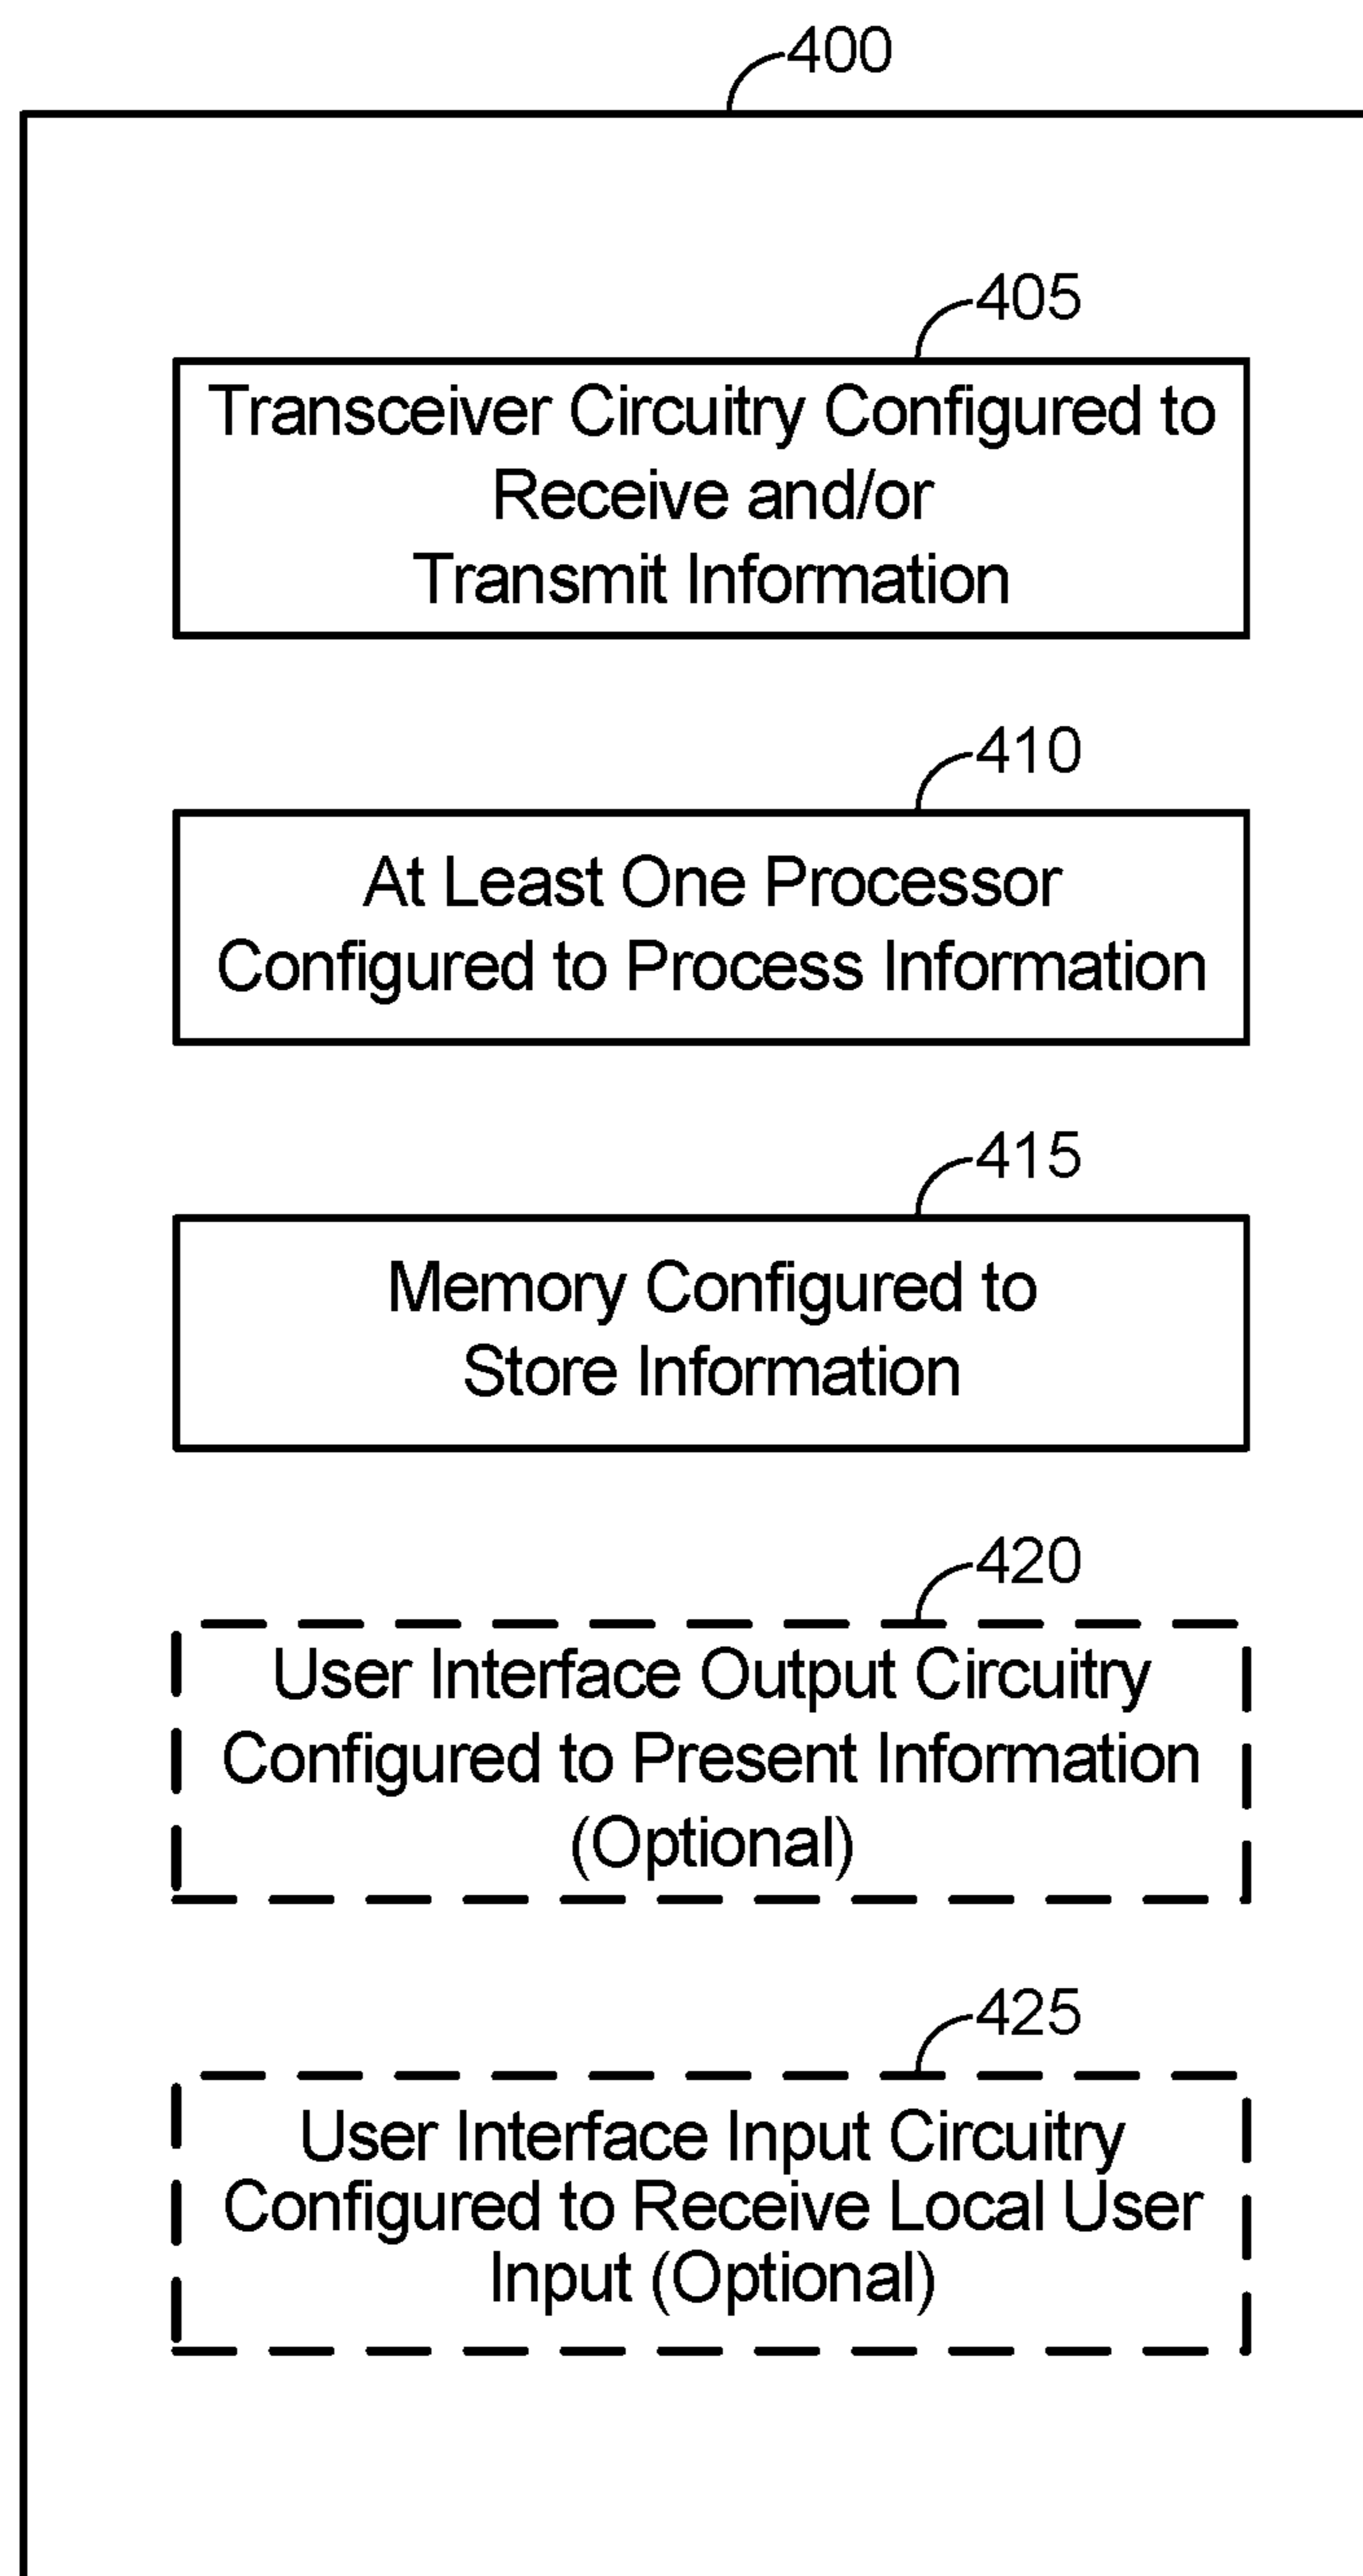 400
405
Transceiver Circuitry Configured to
Receive and/or
Transmit Information
410
At Least One Processor
Configured to Process Information
415
Memory Configured to
Store Information
420
User Interface Output Circuitry
Configured to Present Information
(Optional)
425
User Interface Input Circuitry
Configured to Receive Local User
Input (Optional)